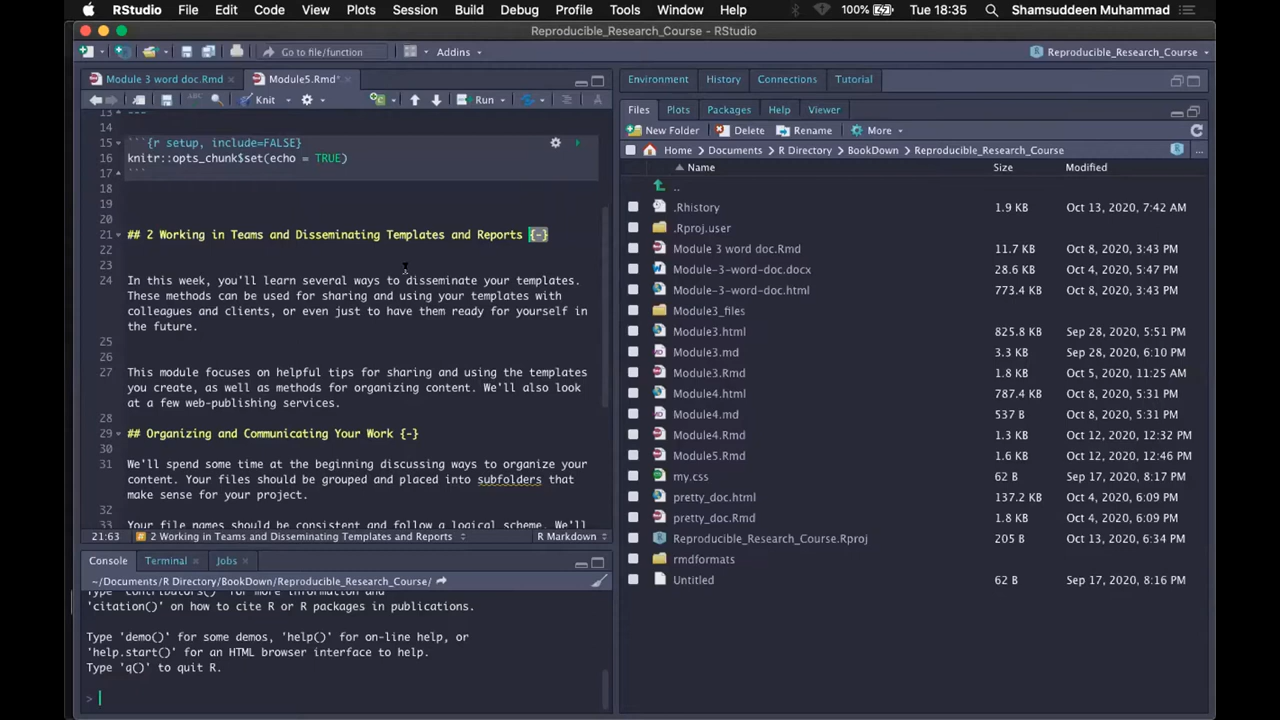 RStudio File Edit Code View Plots Session Build Debug Profile Tools Window Help 100% Tue 18:35 Shamsuddeen Muhammad
Reproducible_Research_Course - RStudio
Go to file/function Addins Reproducible_Research_Course
Module 3 word doc.Rmd Module5.Rmd*
Knit Run
13 ---
14
15 ```{r setup, include=FALSE}
16 knitr::opts_chunk$set(echo = TRUE)
17 ```
18
19
20
21 ## 2 Working in Teams and Disseminating Templates and Reports {-}
22
23
24 In this week, you'll learn several ways to disseminate your templates.
These methods can be used for sharing and using your templates with
colleagues and clients, or even just to have them ready for yourself in
the future.
25
26
27 This module focuses on helpful tips for sharing and using the templates
you create, as well as methods for organizing content. We'll also look
at a few web-publishing services.
28
29 ## Organizing and Communicating Your Work {-}
30
31 We'll spend some time at the beginning discussing ways to organize your
content. Your files should be grouped and placed into subfolders that
make sense for your project.
32
33 Your file names should be consistent and follow a logical scheme. We'll
21:63 2 Working in Teams and Disseminating Templates and Reports R Markdown
Console Terminal Jobs
~/Documents/R Directory/BookDown/Reproducible_Research_Course/
Type 'contributors()' for more information and
'citation()' on how to cite R or R packages in publications.
Type 'demo()' for some demos, 'help()' for on-line help, or
'help.start()' for an HTML browser interface to help.
Type 'q()' to quit R.
>
Environment History Connections Tutorial
Files Plots Packages Help Viewer
New Folder Delete Rename More
Home Documents R Directory BookDown Reproducible_Research_Course ...
Name Size Modified
..
.Rhistory 1.9 KB Oct 13, 2020, 7:42 AM
.Rproj.user
Module 3 word doc.Rmd 11.7 KB Oct 8, 2020, 3:43 PM
Module-3-word-doc.docx 28.6 KB Oct 4, 2020, 5:47 PM
Module-3-word-doc.html 773.4 KB Oct 8, 2020, 3:43 PM
Module3_files
Module3.html 825.8 KB Sep 28, 2020, 5:51 PM
Module3.md 3.3 KB Sep 28, 2020, 6:10 PM
Module3.Rmd 1.8 KB Oct 5, 2020, 11:25 AM
Module4.html 787.4 KB Oct 8, 2020, 5:31 PM
Module4.md 537 B Oct 8, 2020, 5:31 PM
Module4.Rmd 1.3 KB Oct 12, 2020, 12:32 PM
Module5.Rmd 1.6 KB Oct 12, 2020, 12:46 PM
my.css 62 B Sep 17, 2020, 8:17 PM
pretty_doc.html 137.2 KB Oct 4, 2020, 6:09 PM
pretty_doc.Rmd 1.6 KB Oct 4, 2020, 6:09 PM
Reproducible_Research_Course.Rproj 205 B Oct 13, 2020, 6:34 PM
rmdformats
Untitled 62 B Sep 17, 2020, 8:16 PM